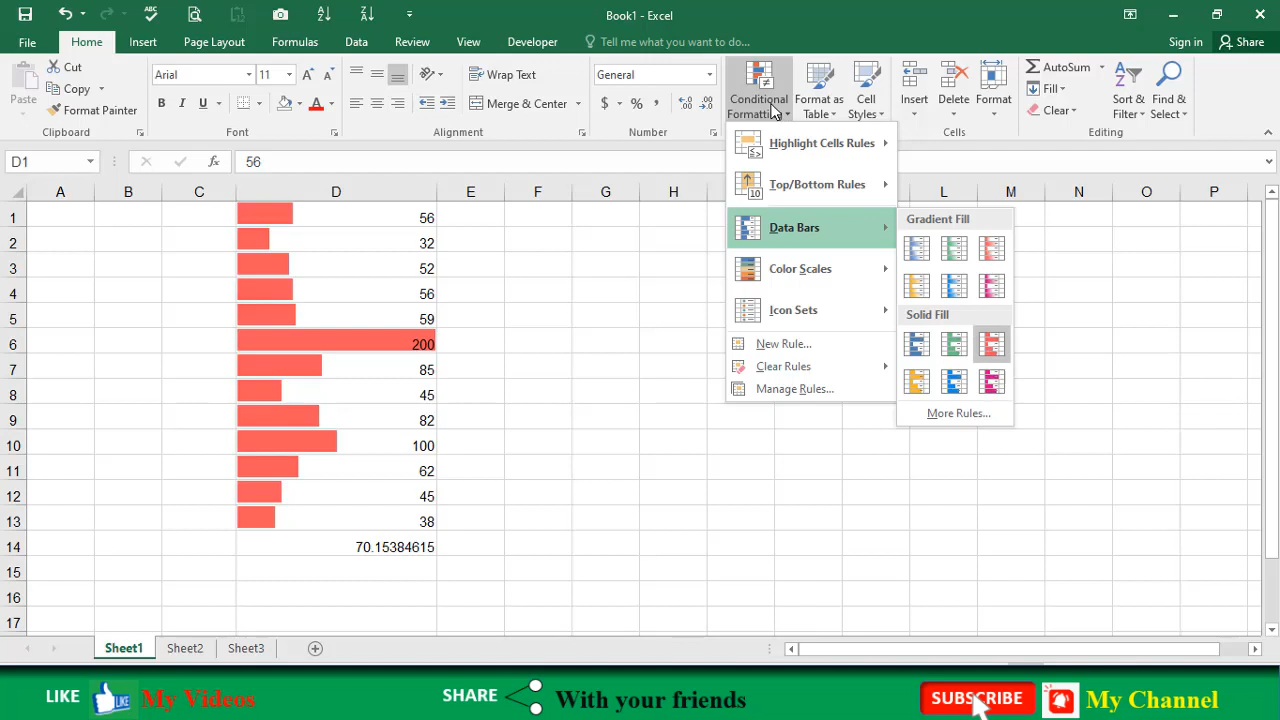 Book1 - Excel
File Home Insert Page Layout Formulas Data Review View Developer Tell me what you want to do... Sign in Share
Paste Cut Copy Format Painter
Clipboard
Arial 11
B I U A
Font
Wrap Text
Merge & Center
Alignment
General
$ % ,
Number
Conditional Formatting
Format as Table
Cell Styles
Insert Delete Format
Cells
AutoSum
Fill
Clear
Sort & Filter
Find & Select
Editing
D1 fx 56
Highlight Cells Rules
Top/Bottom Rules
Data Bars
Color Scales
Icon Sets
New Rule...
Clear Rules
Manage Rules...
Gradient Fill
Solid Fill
More Rules...
A B C D E F G H L M N O P
1 56
2 32
3 52
4 56
5 59
6 200
7 85
8 45
9 82
10 100
11 62
12 45
13 38
14 70.15384615
15
16
17
Sheet1 Sheet2 Sheet3
LIKE LIKE My Videos SHARE With your friends SUBSCRIBE My Channel